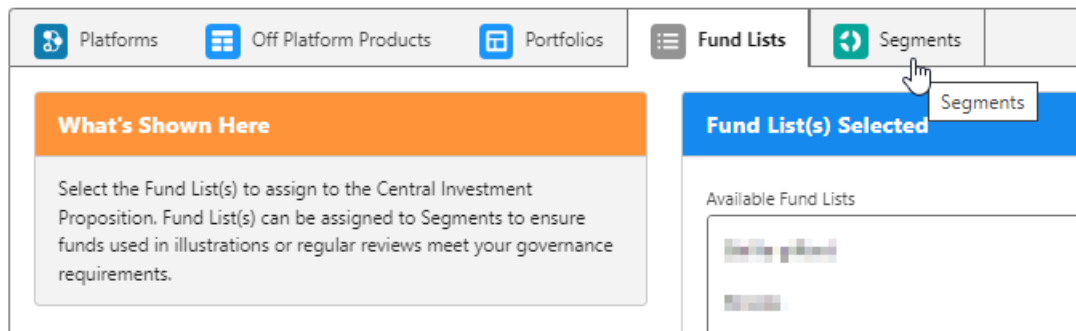 Platforms
Off Platform Products
Portfolios
Fund Lists
Segments
Segments
What's Shown Here
Select the Fund List(s) to assign to the Central Investment
Proposition. Fund List(s) can be assigned to Segments to ensure
funds used in illustrations or regular reviews meet your governance
requirements.
Fund List(s) Selected
Available Fund Lists